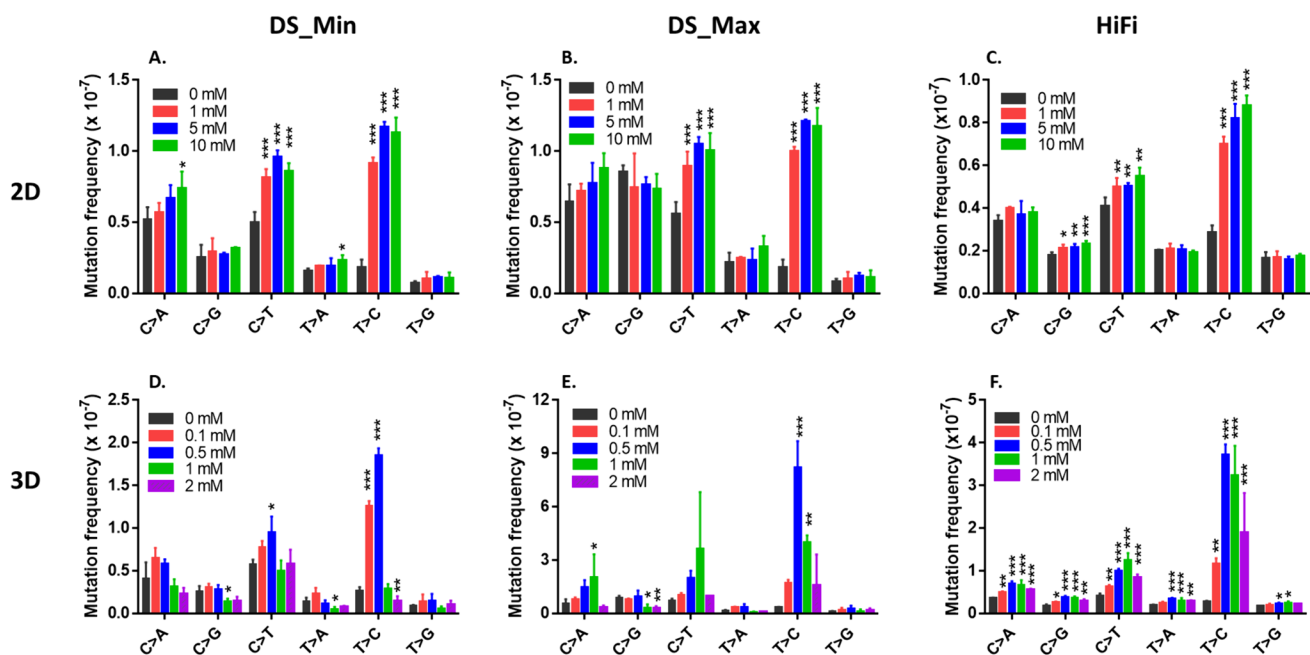 DS_Min DS_Max HiFi
2D
A.
Mutation frequency (x 10-7)
1.5
1.0
0.5
0.0
0 mM
1 mM
5 mM
10 mM
*
***
***
***
*
***
***
***
C>A C>G C>T T>A T>C T>G
B.
Mutation frequency (x 10-7)
1.5
1.0
0.5
0.0
0 mM
1 mM
5 mM
10 mM
***
***
***
***
***
***
C>A C>G C>T T>A T>C T>G
C.
Mutation frequency (x 10-7)
1.0
0.8
0.6
0.4
0.2
0.0
0 mM
1 mM
5 mM
10 mM
*
**
***
**
**
**
***
***
***
C>A C>G C>T T>A T>C T>G
3D
D.
Mutation frequency (x 10-7)
2.5
2.0
1.5
1.0
0.5
0.0
0 mM
0.1 mM
0.5 mM
1 mM
2 mM
*
*
*
***
***
**
C>A C>G C>T T>A T>C T>G
E.
Mutation frequency (x 10-7)
12
9
6
3
0
0 mM
0.1 mM
0.5 mM
1 mM
2 mM
*
*
**
***
**
C>A C>G C>T T>A T>C T>G
F.
Mutation frequency (x10-7)
5
4
3
2
1
0
0 mM
0.1 mM
0.5 mM
1 mM
2 mM
**
***
***
***
*
***
***
**
**
***
***
***
***
***
**
**
***
***
***
*
*
C>A C>G C>T T>A T>C T>G